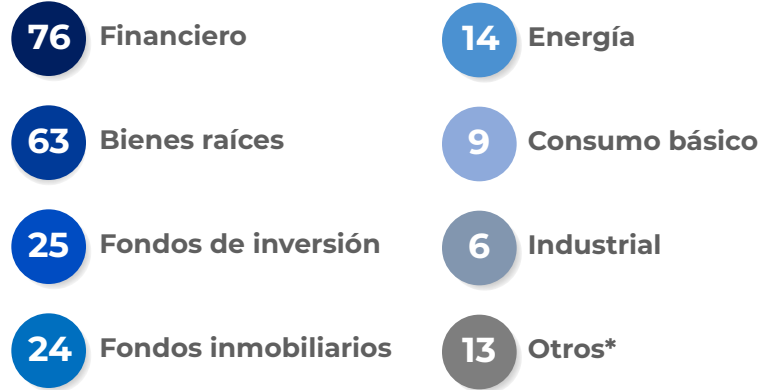 76 Financiero
63 Bienes raíces
25 Fondos de inversión
24 Fondos inmobiliarios
14 Energía
9 Consumo básico
6 Industrial
13 Otros*